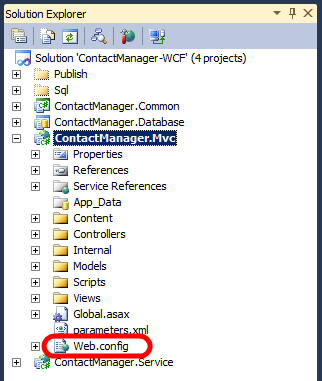 Solution Explorer
Solution 'ContactManager-WCF' (4 projects)
Publish
Sql
ContactManager.Common
ContactManager.Database
ContactManager.Mvc
Properties
References
Service References
App_Data
Content
Controllers
Internal
Models
Scripts
Views
Global.asax
parameters.xml
Web.config
ContactManager.Service